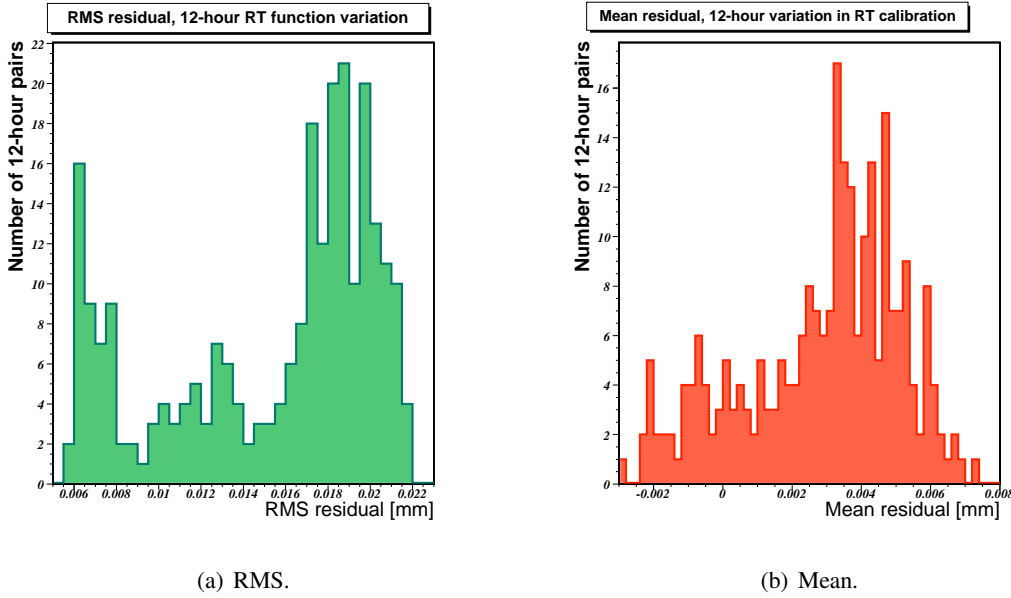 RMS residual, 12-hour RT function variation
Number of 12-hour pairs
22
20
18
16
14
12
10
8
6
4
2
0
0.006 0.008 0.01 0.012 0.014 0.016 0.018 0.02 0.022
RMS residual [mm]
(a) RMS.
Mean residual, 12-hour variation in RT calibration
Number of 12-hour pairs
16
14
12
10
8
6
4
2
0
-0.002 0 0.002 0.004 0.006 0.008
Mean residual [mm]
(b) Mean.